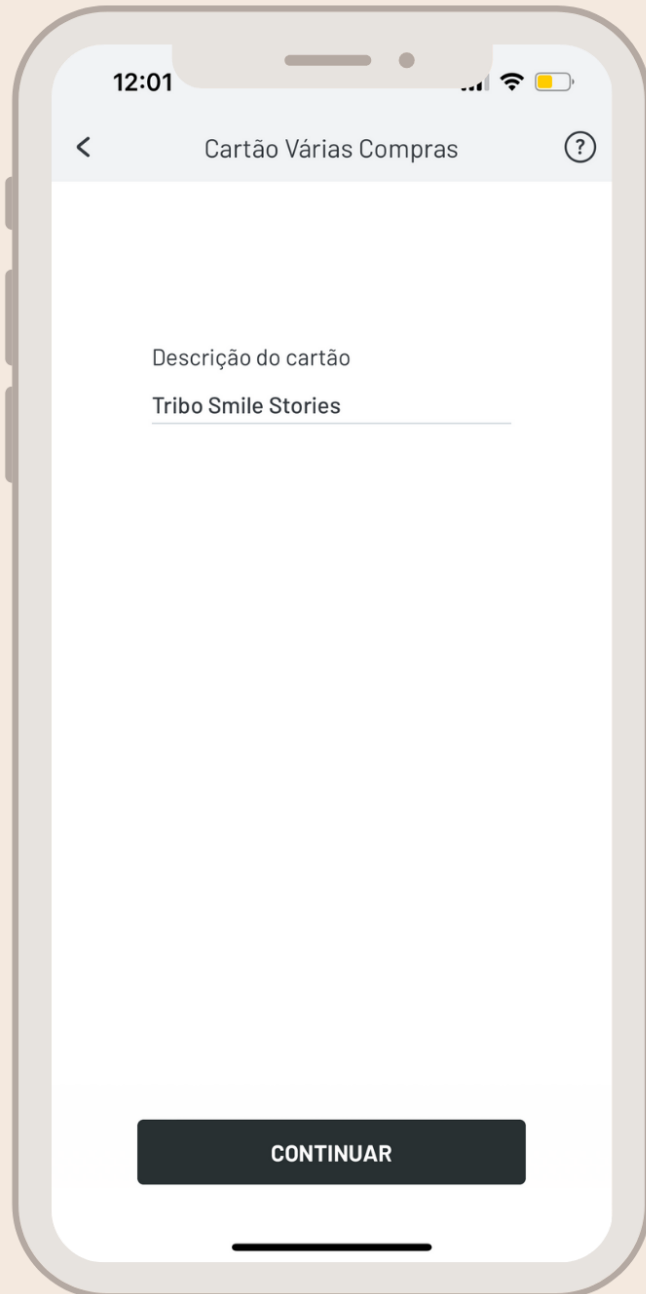 12:01
Cartão Várias Compras
?
Descrição do cartão
Tribo Smile Stories
CONTINUAR